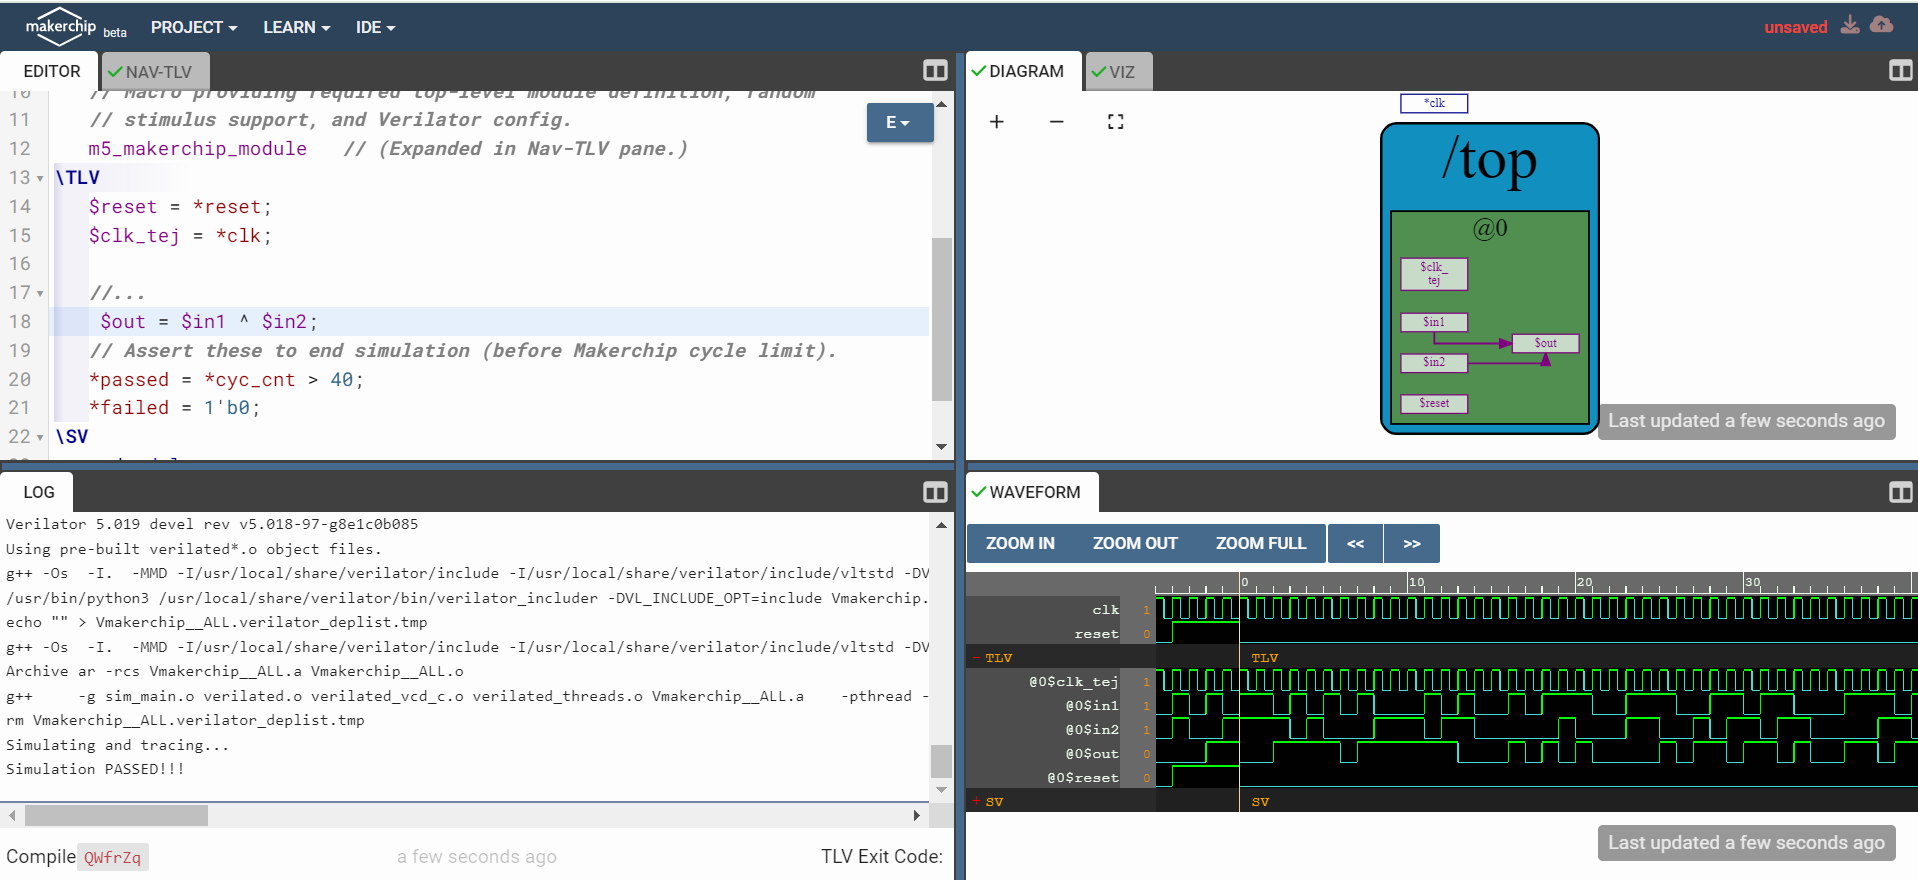 makerchip beta PROJECT LEARN IDE unsaved
EDITOR NAV-TLV
10 // Macro providing required top-level module definition, random
11 // stimulus support, and Verilator config.
12 m5_makerchip_module // (Expanded in Nav-TLV pane.)
13 \TLV
14 $reset = *reset;
15 $clk_tej = *clk;
16
17 //...
18 $out = $in1 ^ $in2;
19 // Assert these to end simulation (before Makerchip cycle limit).
20 *passed = *cyc_cnt > 40;
21 *failed = 1'b0;
22 \SV
E
DIAGRAM VIZ
+ −
*clk
/top
@0
$clk_
tej
$in1
$out
$in2
$reset
Last updated a few seconds ago
LOG
Verilator 5.019 devel rev v5.018-97-g8e1c0b085
Using pre-built verilated*.o object files.
g++ -Os -I. -MMD -I/usr/local/share/verilator/include -I/usr/local/share/verilator/include/vltstd -DV
/usr/bin/python3 /usr/local/share/verilator/bin/verilator_includer -DVL_INCLUDE_OPT=include Vmakerchip.
echo "" > Vmakerchip__ALL.verilator_deplist.tmp
g++ -Os -I. -MMD -I/usr/local/share/verilator/include -I/usr/local/share/verilator/include/vltstd -DV
Archive ar -rcs Vmakerchip__ALL.a Vmakerchip__ALL.o
g++ -g sim_main.o verilated.o verilated_vcd_c.o verilated_threads.o Vmakerchip__ALL.a -pthread -
rm Vmakerchip__ALL.verilator_deplist.tmp
Simulating and tracing...
Simulation PASSED!!!
Compile QWfrZq a few seconds ago TLV Exit Code:
WAVEFORM
ZOOM IN ZOOM OUT ZOOM FULL << >>
0 10 20 30
clk 1
reset 0
- TLV TLV
@0$clk_tej 1
@0$in1 1
@0$in2 1
@0$out 0
@0$reset 0
+ SV SV
Last updated a few seconds ago